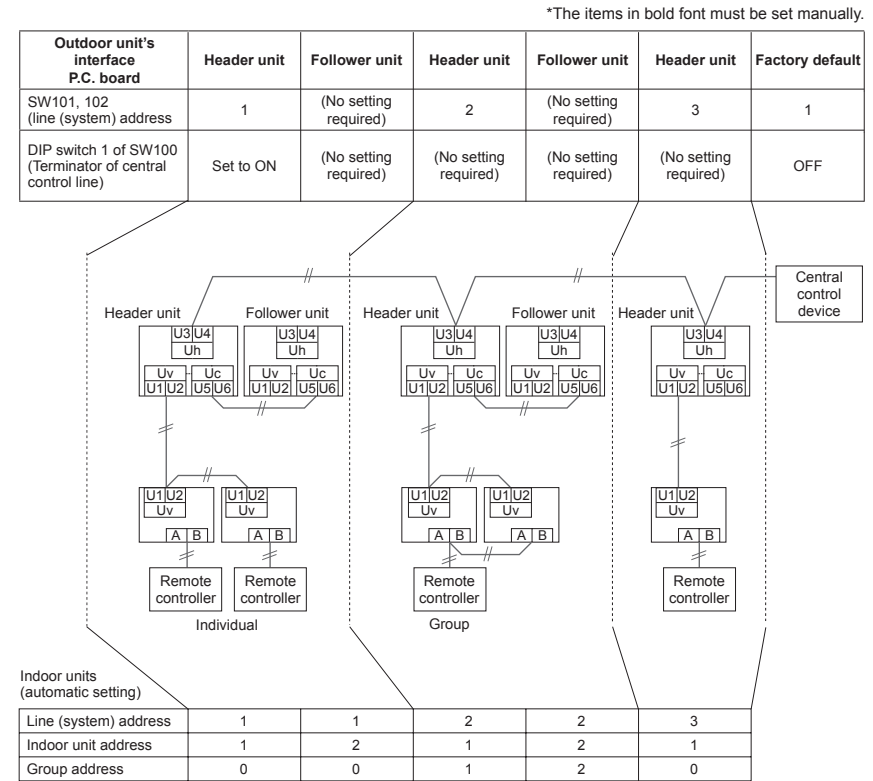 *The items in bold font must be set manually.
Outdoor unit's interface P.C. board | Header unit | Follower unit | Header unit | Follower unit | Header unit | Factory default
SW101, 102 (line (system) address | 1 | (No setting required) | 2 | (No setting required) | 3 | 1
DIP switch 1 of SW100 (Terminator of central control line) | Set to ON | (No setting required) | (No setting required) | (No setting required) | (No setting required) | OFF
Central
control
device
Header unit Follower unit Header unit Follower unit Header unit
U3 U4 U3 U4 U3 U4 U3 U4 U3 U4
Uh Uh Uh Uh Uh
Uv Uc Uv Uc Uv Uc Uv Uc Uv Uc
U1 U2 U5 U6 U1 U2 U5 U6 U1 U2 U5 U6 U1 U2 U5 U6 U1 U2 U5 U6
U1 U2 U1 U2 U1 U2 U1 U2 U1 U2
Uv Uv Uv Uv Uv
A B A B A B A B A B
Remote Remote Remote Remote
controller controller controller controller
Individual Group
Indoor units
(automatic setting)
Line (system) address | 1 | 1 | 2 | 2 | 3
Indoor unit address | 1 | 2 | 1 | 2 | 1
Group address | 0 | 0 | 1 | 2 | 0